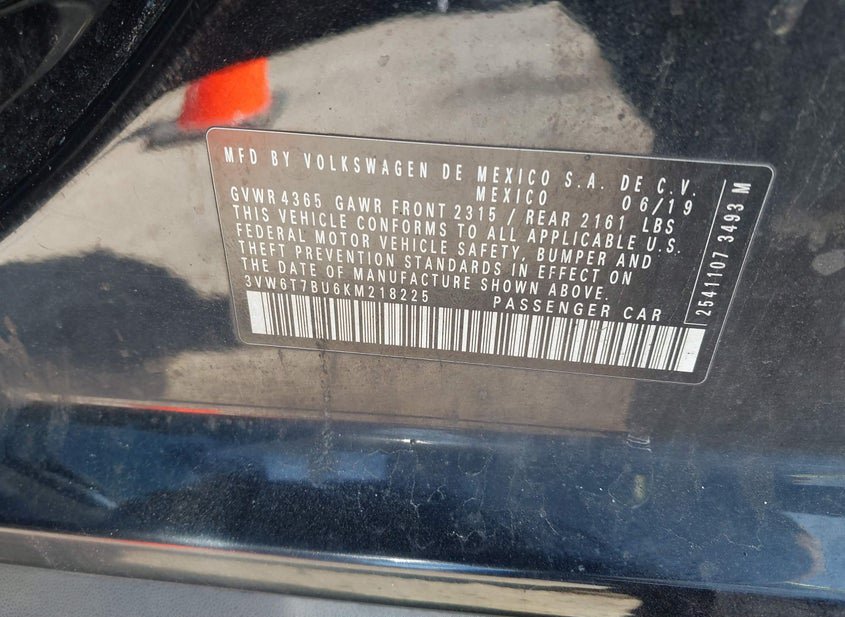 MFD BY VOLKSWAGEN DE MEXICO S.A. DE C.V.
MEXICO 06/19
GVWR 4365 GAWR FRONT 2315 / REAR 2161 LBS
THIS VEHICLE CONFORMS TO ALL APPLICABLE U.S.
FEDERAL MOTOR VEHICLE SAFETY, BUMPER AND
THEFT PREVENTION STANDARDS IN EFFECT ON
THE DATE OF MANUFACTURE SHOWN ABOVE.
3VW6T7BU6KM218225 PASSENGER CAR
2541107 3493 M